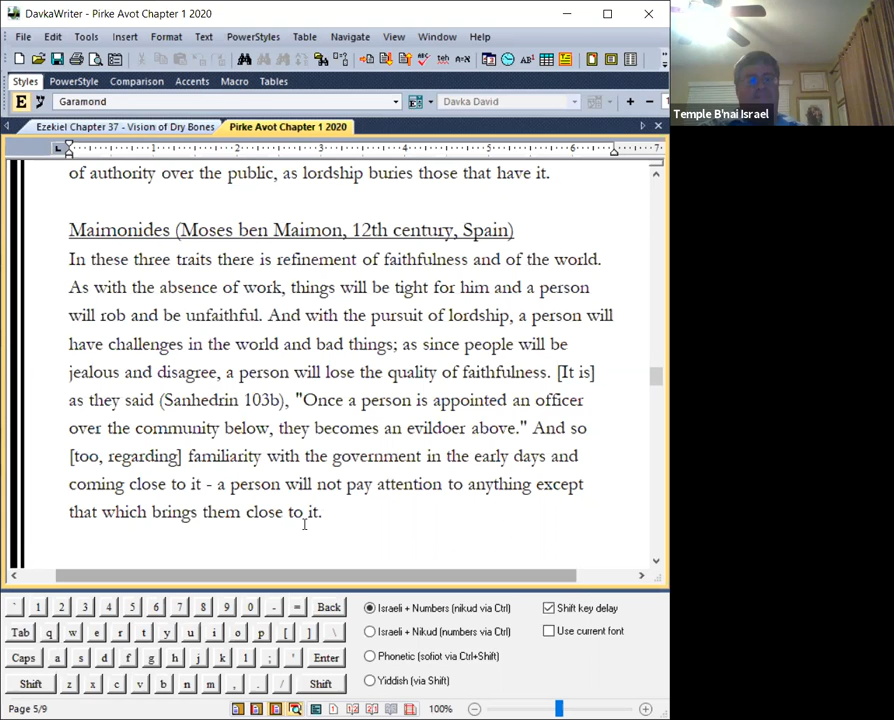 DavkaWriter - Pirke Avot Chapter 1 2020
File Edit Tools Insert Format Text PowerStyles Table Navigate View Window Help
Styles PowerStyle Comparison Accents Macro Tables
Garamond Davka David
Ezekiel Chapter 37 - Vision of Dry Bones Pirke Avot Chapter 1 2020
1 2 3 4 5 6 7
of authority over the public, as lordship buries those that have it.
Maimonides (Moses ben Maimon, 12th century, Spain)
In these three traits there is refinement of faithfulness and of the world.
As with the absence of work, things will be tight for him and a person
will rob and be unfaithful. And with the pursuit of lordship, a person will
have challenges in the world and bad things; as since people will be
jealous and disagree, a person will lose the quality of faithfulness. [It is]
as they said (Sanhedrin 103b), "Once a person is appointed an officer
over the community below, they becomes an evildoer above." And so
[too, regarding] familiarity with the government in the early days and
coming close to it - a person will not pay attention to anything except
that which brings them close to it.
` 1 2 3 4 5 6 7 8 9 0 - = Back
Tab q w e r t y u i o p [ ] \
Caps a s d f g h j k l ; ' Enter
Shift z x c v b n m , . / Shift
Israeli + Numbers (nikud via Ctrl)
Israeli + Nikud (numbers via Ctrl)
Phonetic (sofiot via Ctrl+Shift)
Yiddish (via Shift)
Shift key delay
Use current font
Page 5/9 100%
Temple B'nai Israel